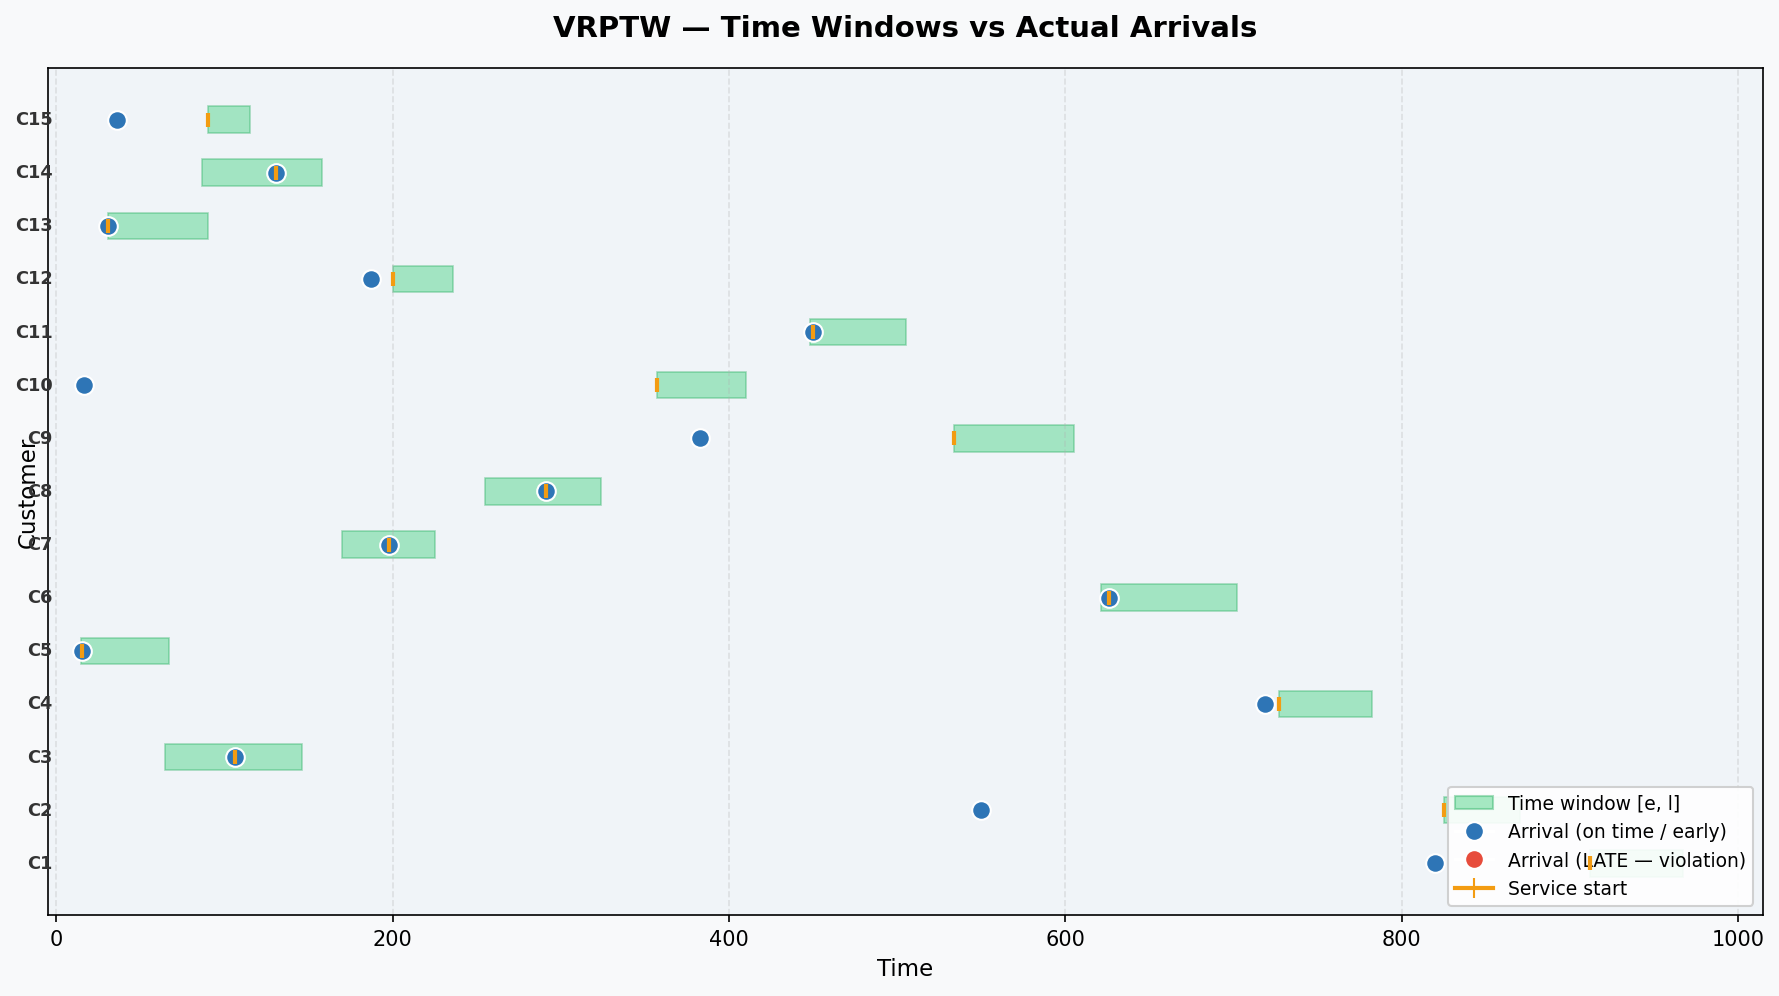 VRPTW — Time Windows vs Actual Arrivals
Customer
C15
C14
C13
C12
C11
C10
C9
C8
C7
C6
C5
C4
C3
C2
C1
Time window [e, l]
Arrival (on time / early)
Arrival (LATE — violation)
Service start
0 200 400 600 800 1000
Time